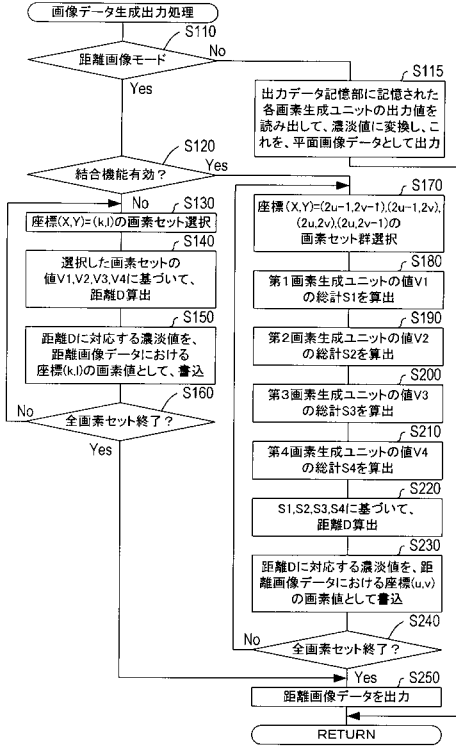 画像データ生成出力処理
S110
距離画像モード
No
Yes
S115
出力データ記憶部に記憶された
各画素生成ユニットの出力値を
読み出して、濃淡値に変換し、こ
れを、平面画像データとして出力
S120
結合機能有効?
Yes
No
S130
座標(X,Y)=(k,l)の画素セット選択
S140
選択した画素セットの
値V1,V2,V3,V4に基づいて、
距離D算出
S150
距離Dに対応する濃淡値を、
距離画像データにおける
座標(k,l)の画素値として、書込
S160
No
全画素セット終了?
Yes
S170
座標(X,Y)=(2u-1,2v-1),(2u-1,2v),
(2u,2v),(2u,2v-1)の
画素セット群選択
S180
第1画素生成ユニットの値V1
の総計S1を算出
S190
第2画素生成ユニットの値V2
の総計S2を算出
S200
第3画素生成ユニットの値V3
の総計S3を算出
S210
第4画素生成ユニットの値V4
の総計S4を算出
S220
S1,S2,S3,S4に基づいて、
距離D算出
S230
距離Dに対応する濃淡値を、距
離画像データにおける座標(u,v)
の画素値として書込
S240
No
全画素セット終了?
Yes
S250
距離画像データを出力
RETURN